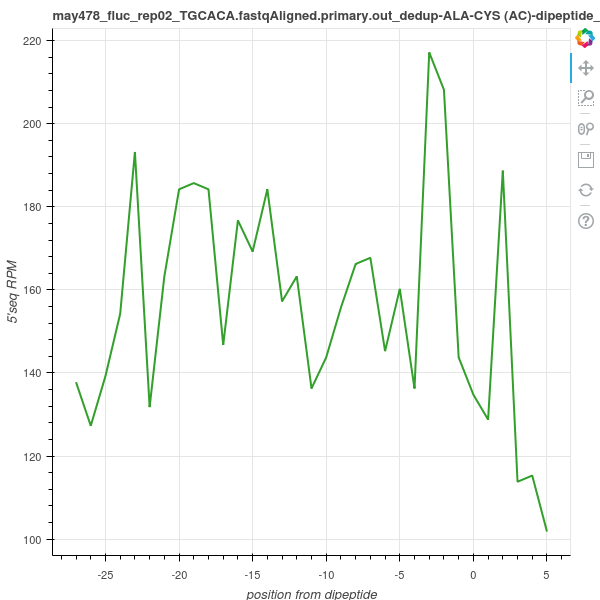 may478_fluc_rep02_TGCACA.fastqAligned.primary.out_dedup-ALA-CYS (AC)-dipeptide_
220
200
180
160
140
120
100
5'seq RPM
-25 -20 -15 -10 -5 0 5
position from dipeptide